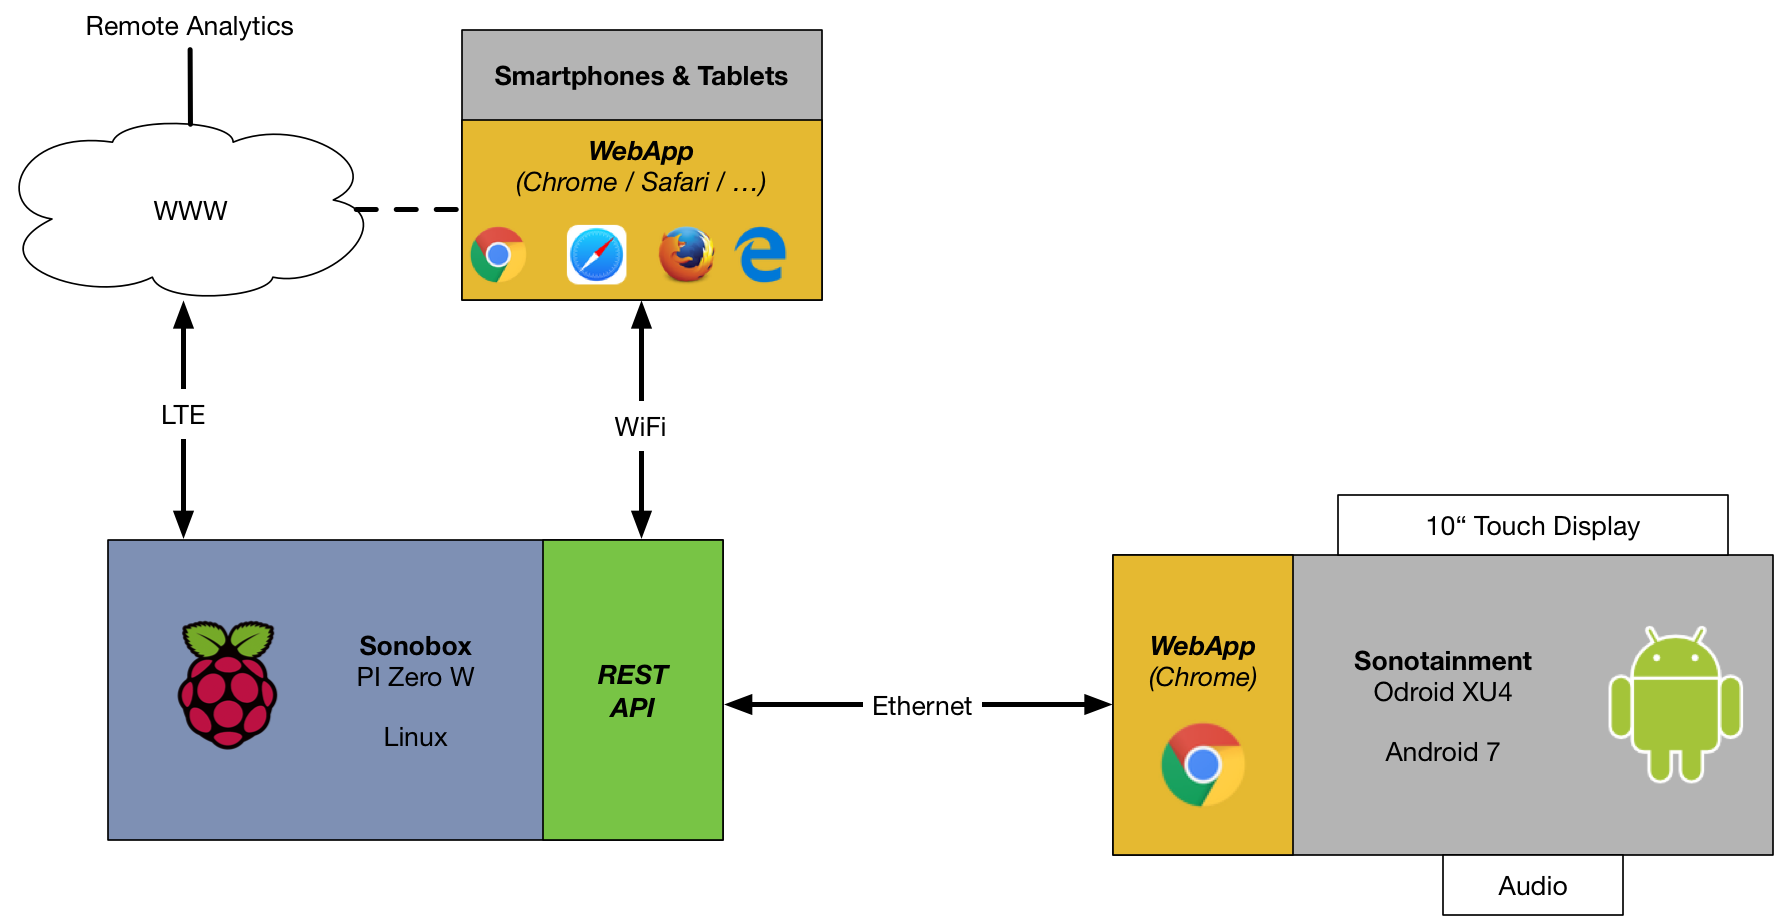 Remote Analytics
WWW
Smartphones & Tablets
WebApp
(Chrome / Safari / …)
LTE
WiFi
Sonobox
PI Zero W
Linux
REST
API
Ethernet
10“ Touch Display
WebApp
(Chrome)
Sonotainment
Odroid XU4
Android 7
Audio